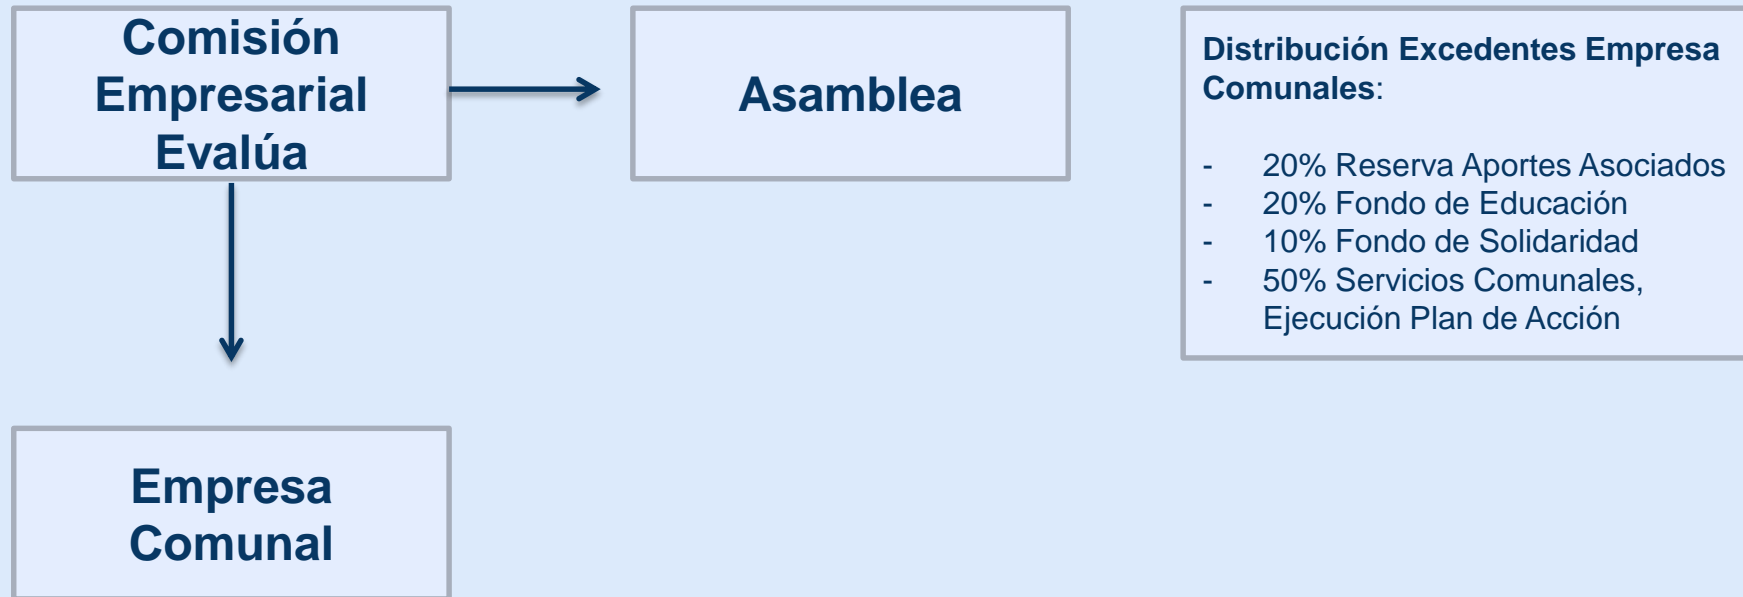 Comisión
Empresarial
Evalúa
Asamblea
Distribución Excedentes Empresa
Comunales:
- 20% Reserva Aportes Asociados
- 20% Fondo de Educación
- 10% Fondo de Solidaridad
- 50% Servicios Comunales,
Ejecución Plan de Acción
Empresa
Comunal